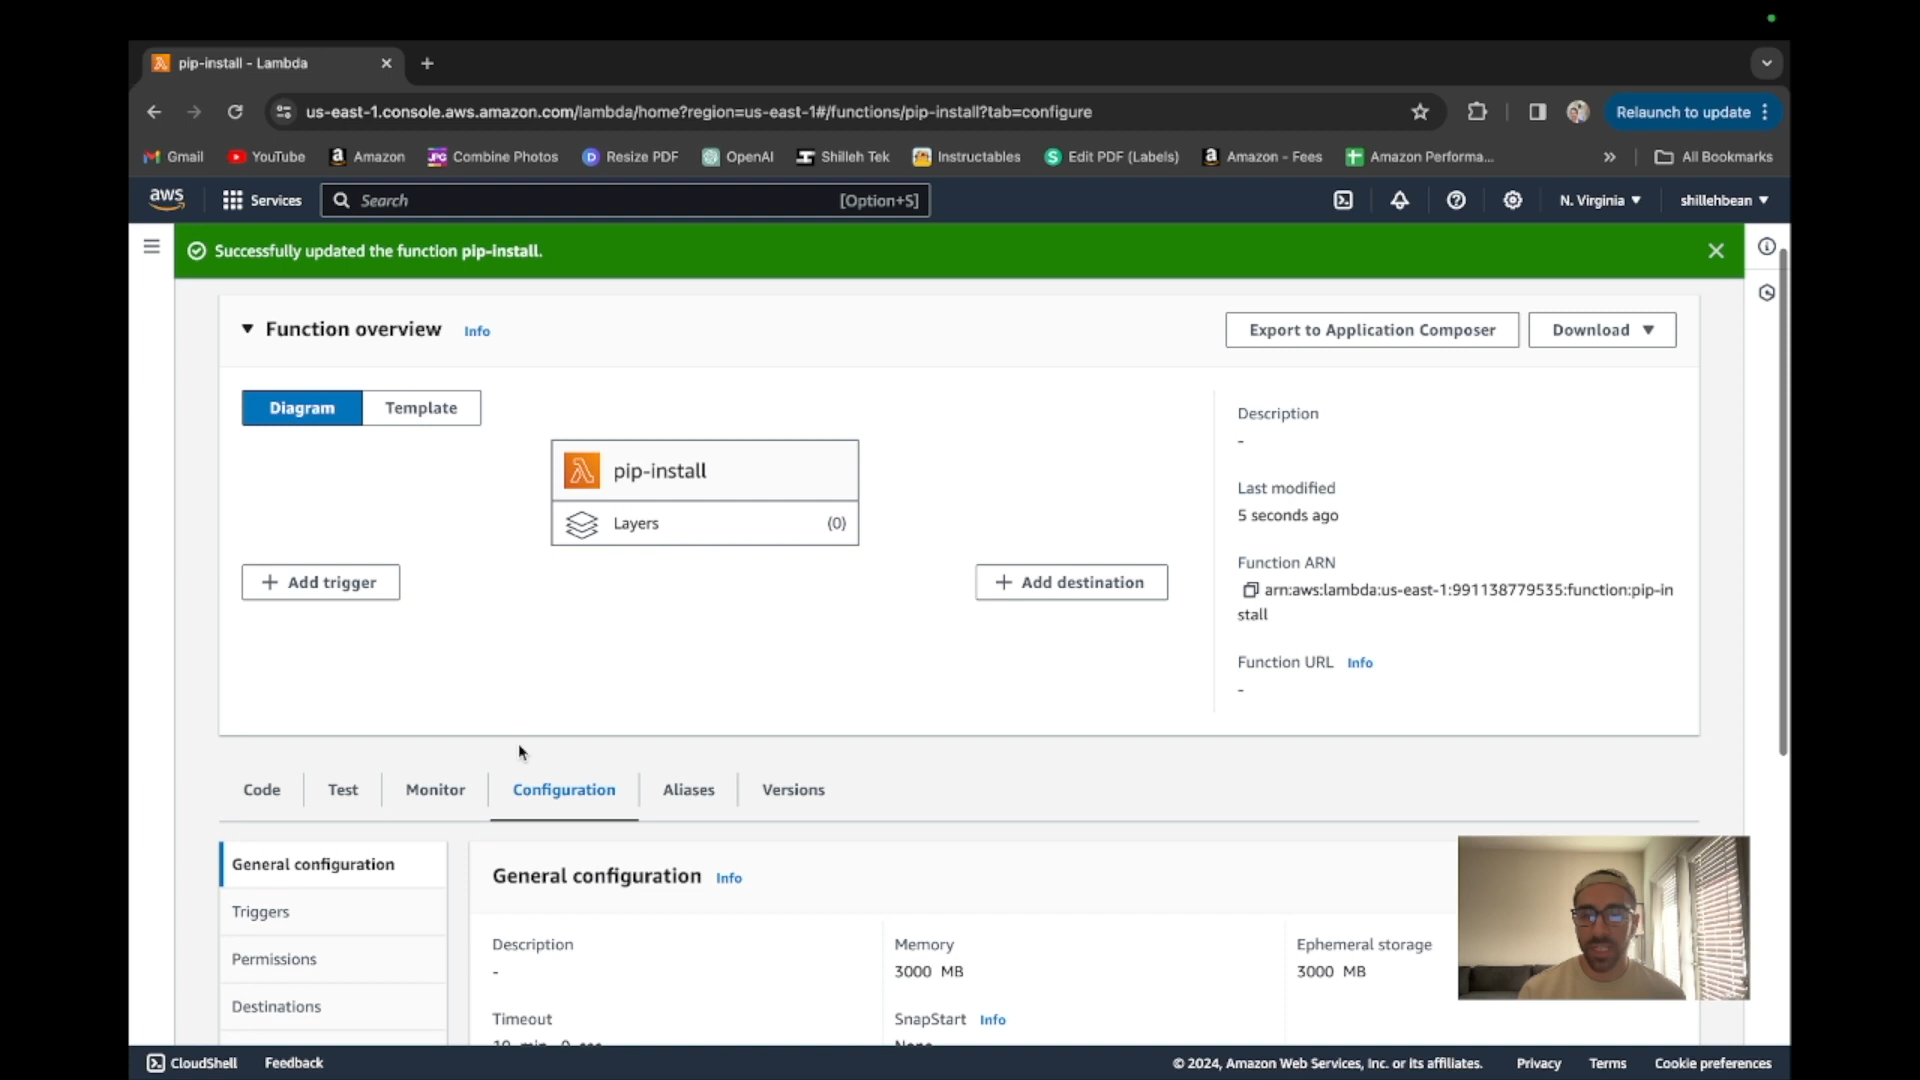 pip-install - Lambda
us-east-1.console.aws.amazon.com/lambda/home?region=us-east-1#/functions/pip-install?tab=configure
Relaunch to update
Gmail
YouTube
Amazon
Combine Photos
Resize PDF
OpenAI
Shilleh Tek
Instructables
Edit PDF (Labels)
Amazon - Fees
Amazon Performa...
All Bookmarks
aws
Services
Search
[Option+S]
N. Virginia
shillehbean
Successfully updated the function pip-install.
Function overview
Info
Export to Application Composer
Download
Diagram
Template
pip-install
Layers
(0)
Add trigger
Add destination
Description
-
Last modified
5 seconds ago
Function ARN
arn:aws:lambda:us-east-1:991138779535:function:pip-in
stall
Function URL Info
-
Code
Test
Monitor
Configuration
Aliases
Versions
General configuration
Triggers
Permissions
Destinations
General configuration Info
Description
-
Memory
3000 MB
Ephemeral storage
3000 MB
Timeout
10 min 0 sec
SnapStart Info
None
CloudShell
Feedback
© 2024, Amazon Web Services, Inc. or its affiliates.
Privacy
Terms
Cookie preferences